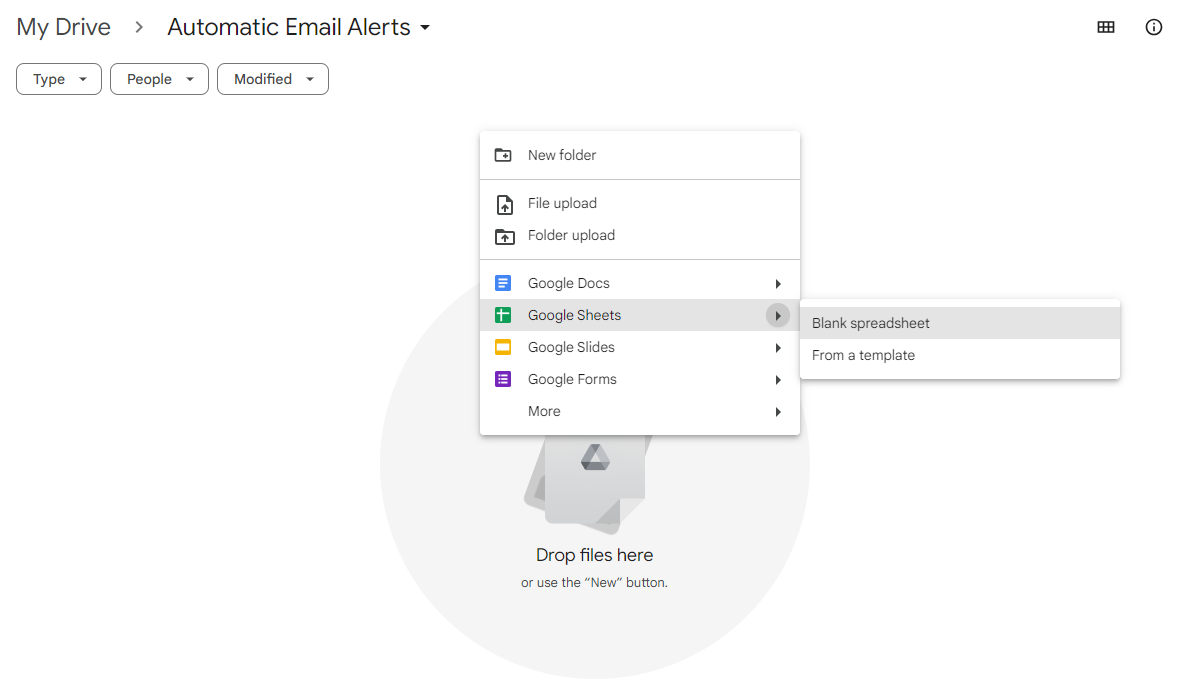 My Drive > Automatic Email Alerts
Type People Modified
New folder
File upload
Folder upload
Google Docs
Google Sheets
Blank spreadsheet
Google Slides
From a template
Google Forms
More
Drop files here
or use the “New” button.